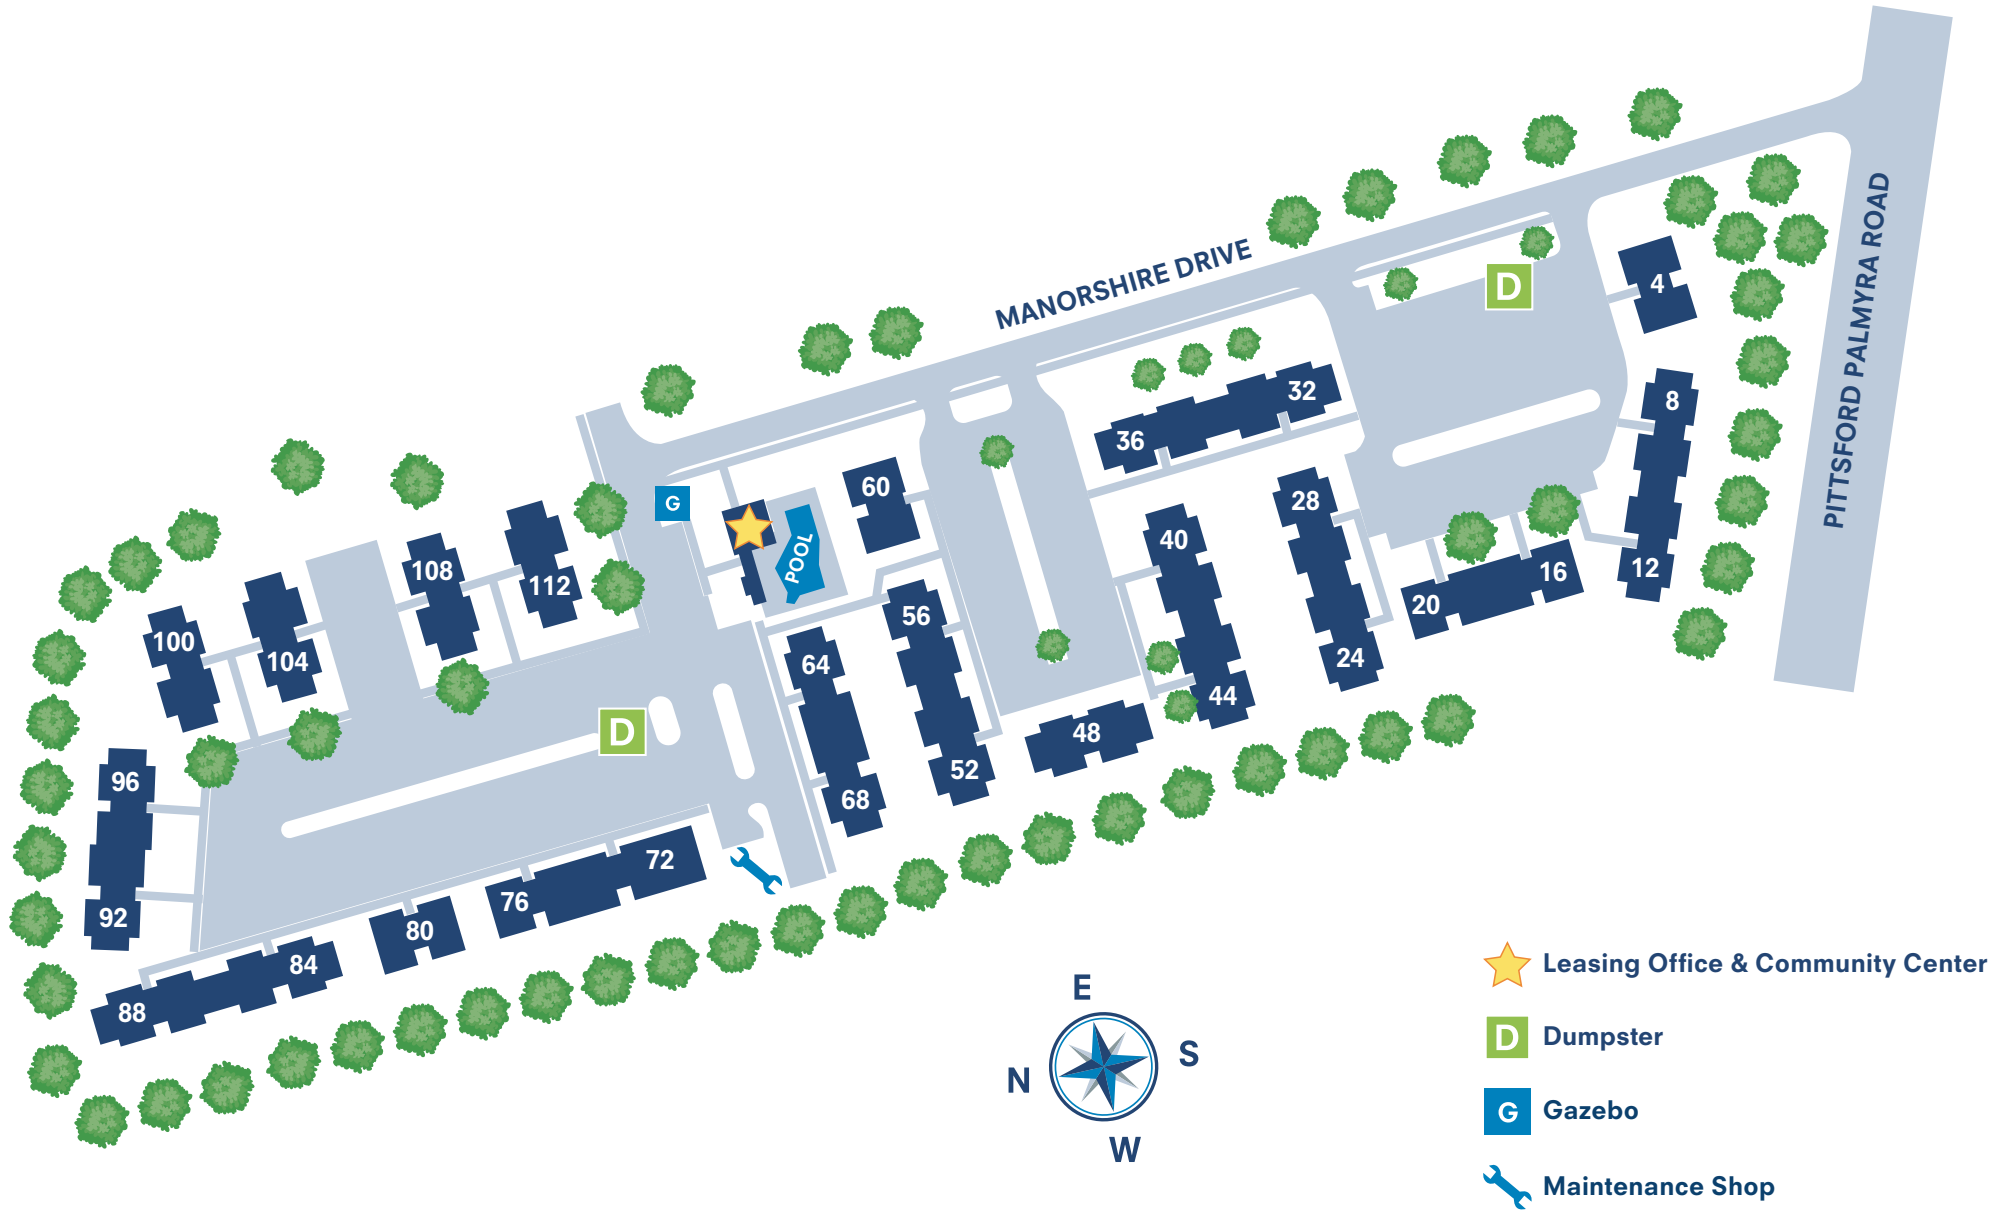 MANORSHIRE DRIVE
PITTSFORD PALMYRA ROAD
D
4
8
12
16
20
24
28
32
36
40
44
48
52
56
60
POOL
G
64
68
72
76
80
84
88
92
96
100
104
108
112
D
E
S
N
W
Leasing Office & Community Center
D Dumpster
G Gazebo
Maintenance Shop